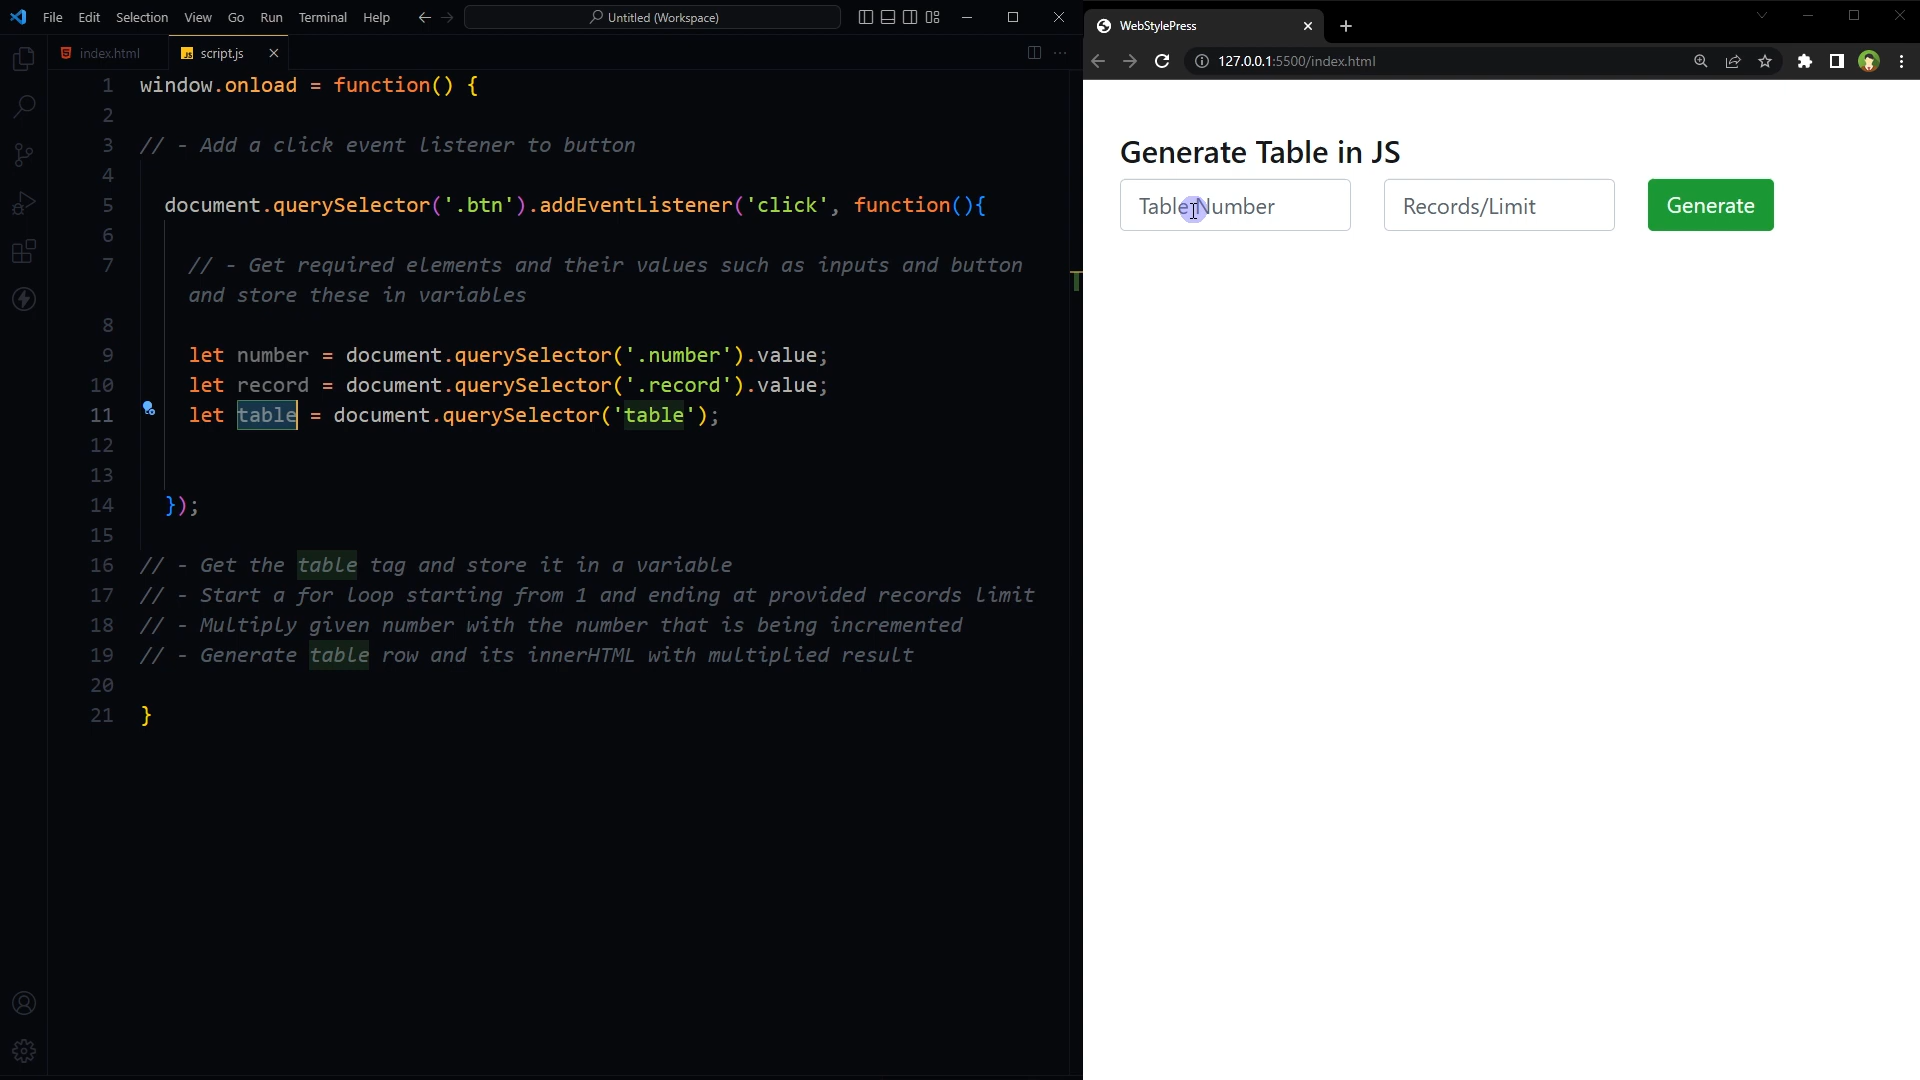 File Edit Selection View Go Run Terminal Help
Untitled (Workspace)
index.html
JS script.js
1 window.onload = function() {
2
3 // - Add a click event listener to button
4
5 document.querySelector('.btn').addEventListener('click', function(){
6
7 // - Get required elements and their values such as inputs and button
and store these in variables
8
9 let number = document.querySelector('.number').value;
10 let record = document.querySelector('.record').value;
11 let table = document.querySelector('table');
12
13
14 });
15
16 // - Get the table tag and store it in a variable
17 // - Start a for loop starting from 1 and ending at provided records limit
18 // - Multiply given number with the number that is being incremented
19 // - Generate table row and its innerHTML with multiplied result
20
21 }
WebStylePress
127.0.0.1:5500/index.html
Generate Table in JS
Table Number
Records/Limit
Generate